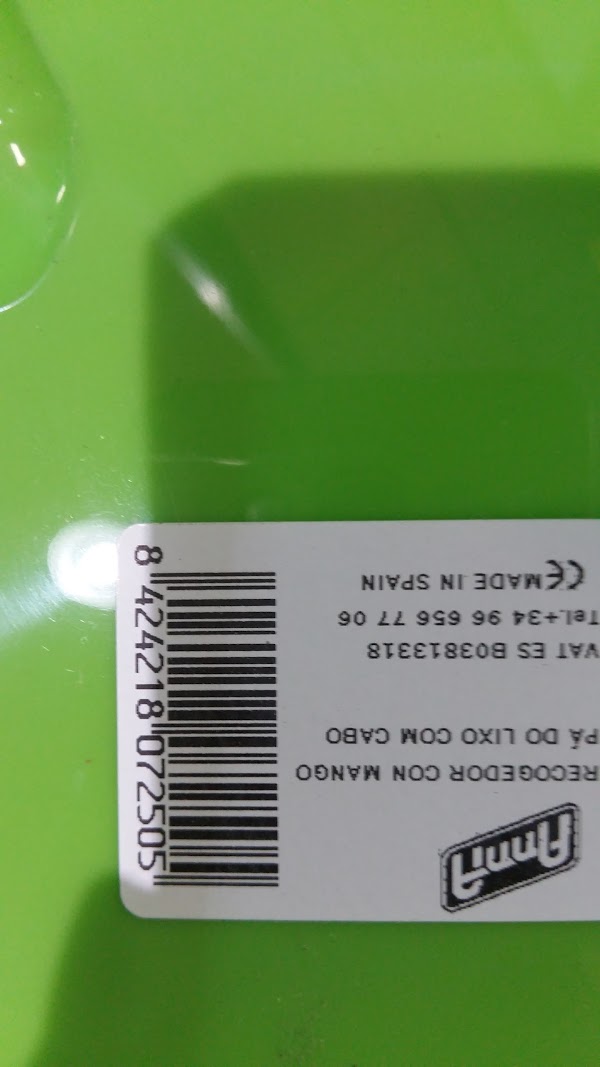 AnnA
RECOGEDOR CON MANGO
PÁ DO LIXO COM CABO
VAT ES B03813318
Tel.+34 96 656 77 06
CE MADE IN SPAIN
8 424218 072505